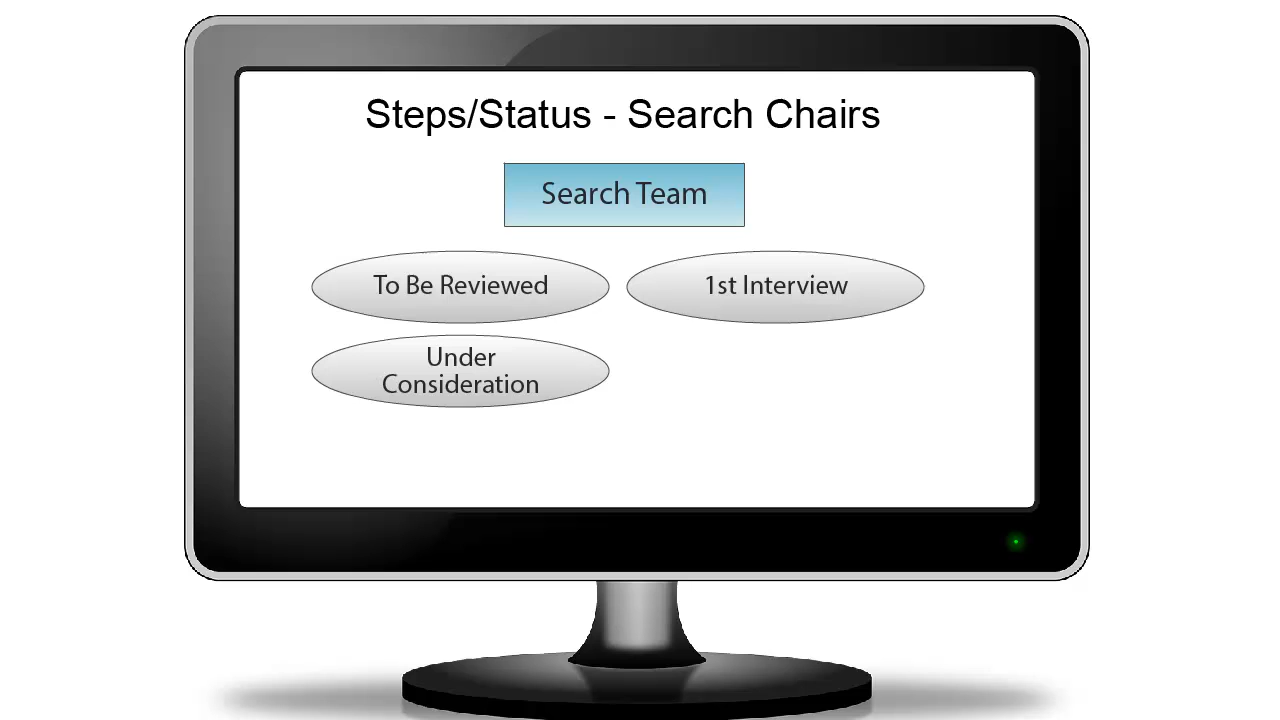 Steps/Status - Search Chairs
Search Team
To Be Reviewed
1st Interview
Under
Consideration